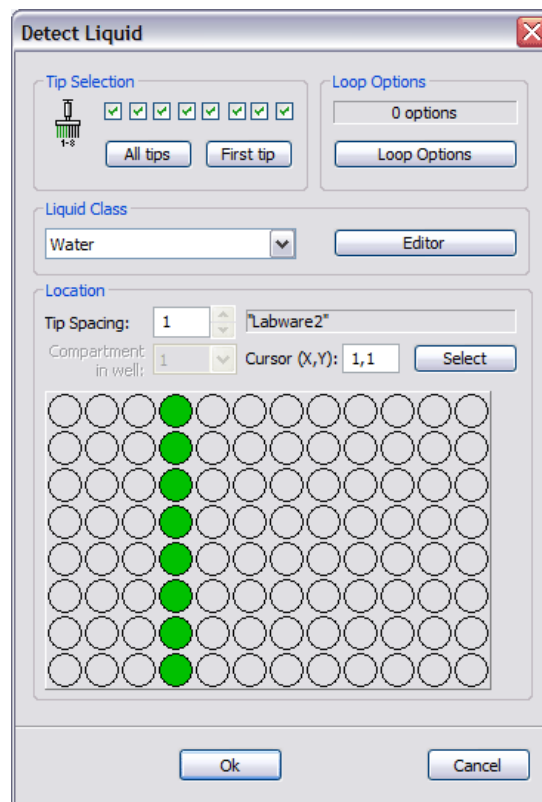 Detect Liquid
Tip Selection
1-8
All tips
First tip
Loop Options
0 options
Loop Options
Liquid Class
Water
Editor
Location
Tip Spacing:
1
"Labware2"
Compartment
in well:
1
Cursor (X,Y):
1,1
Select
Ok
Cancel